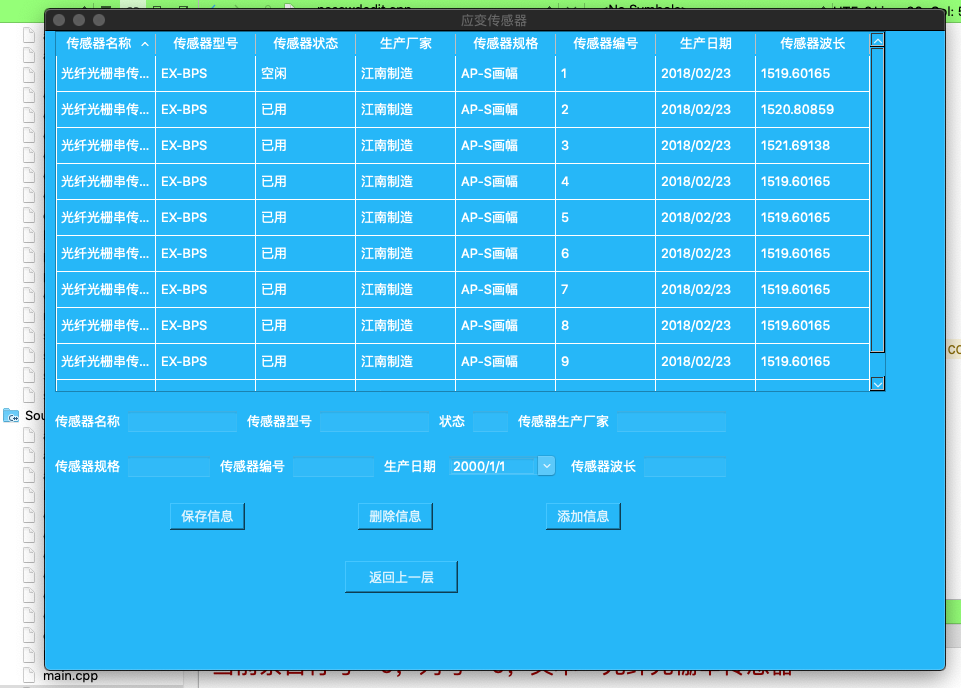 passwdedit.cpp
<No Symbols>
应变传感器
传感器名称 传感器型号 传感器状态 生产厂家 传感器规格 传感器编号 生产日期 传感器波长
光纤光栅串传... EX-BPS 空闲 江南制造 AP-S画幅 1 2018/02/23 1519.60165
光纤光栅串传... EX-BPS 已用 江南制造 AP-S画幅 2 2018/02/23 1520.80859
光纤光栅串传... EX-BPS 已用 江南制造 AP-S画幅 3 2018/02/23 1521.69138
光纤光栅串传... EX-BPS 已用 江南制造 AP-S画幅 4 2018/02/23 1519.60165
光纤光栅串传... EX-BPS 已用 江南制造 AP-S画幅 5 2018/02/23 1519.60165
光纤光栅串传... EX-BPS 已用 江南制造 AP-S画幅 6 2018/02/23 1519.60165
光纤光栅串传... EX-BPS 已用 江南制造 AP-S画幅 7 2018/02/23 1519.60165
光纤光栅串传... EX-BPS 已用 江南制造 AP-S画幅 8 2018/02/23 1519.60165
光纤光栅串传... EX-BPS 已用 江南制造 AP-S画幅 9 2018/02/23 1519.60165
传感器名称 传感器型号 状态 传感器生产厂家
传感器规格 传感器编号 生产日期 2000/1/1 传感器波长
保存信息 删除信息 添加信息
返回上一层
Sou
main.cpp